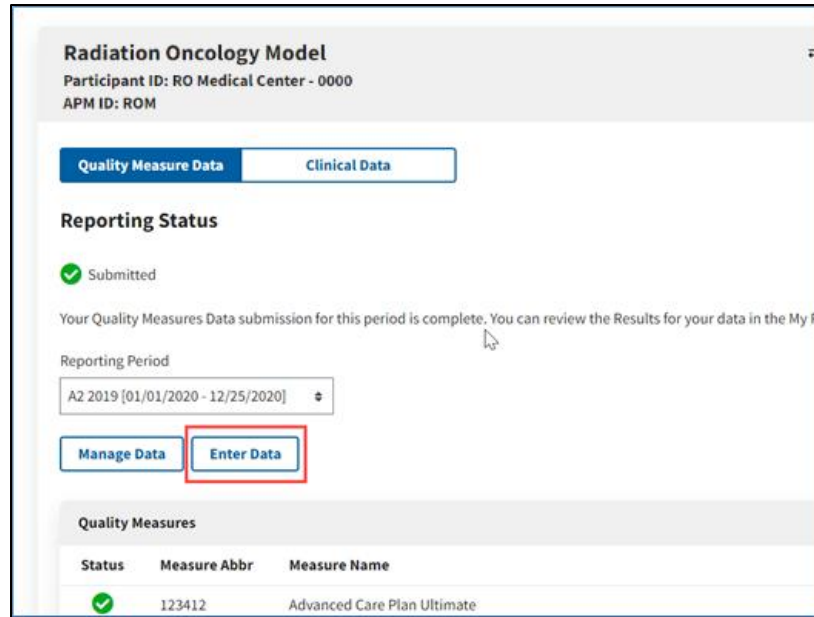 Radiation Oncology Model
Participant ID: RO Medical Center - 0000
APM ID: ROM
Quality Measure Data Clinical Data
Reporting Status
Submitted
Your Quality Measures Data submission for this period is complete. You can review the Results for your data in the My
Reporting Period
A2 2019 [01/01/2020 - 12/25/2020]
Manage Data Enter Data
Quality Measures
Status Measure Abbr Measure Name
123412 Advanced Care Plan Ultimate